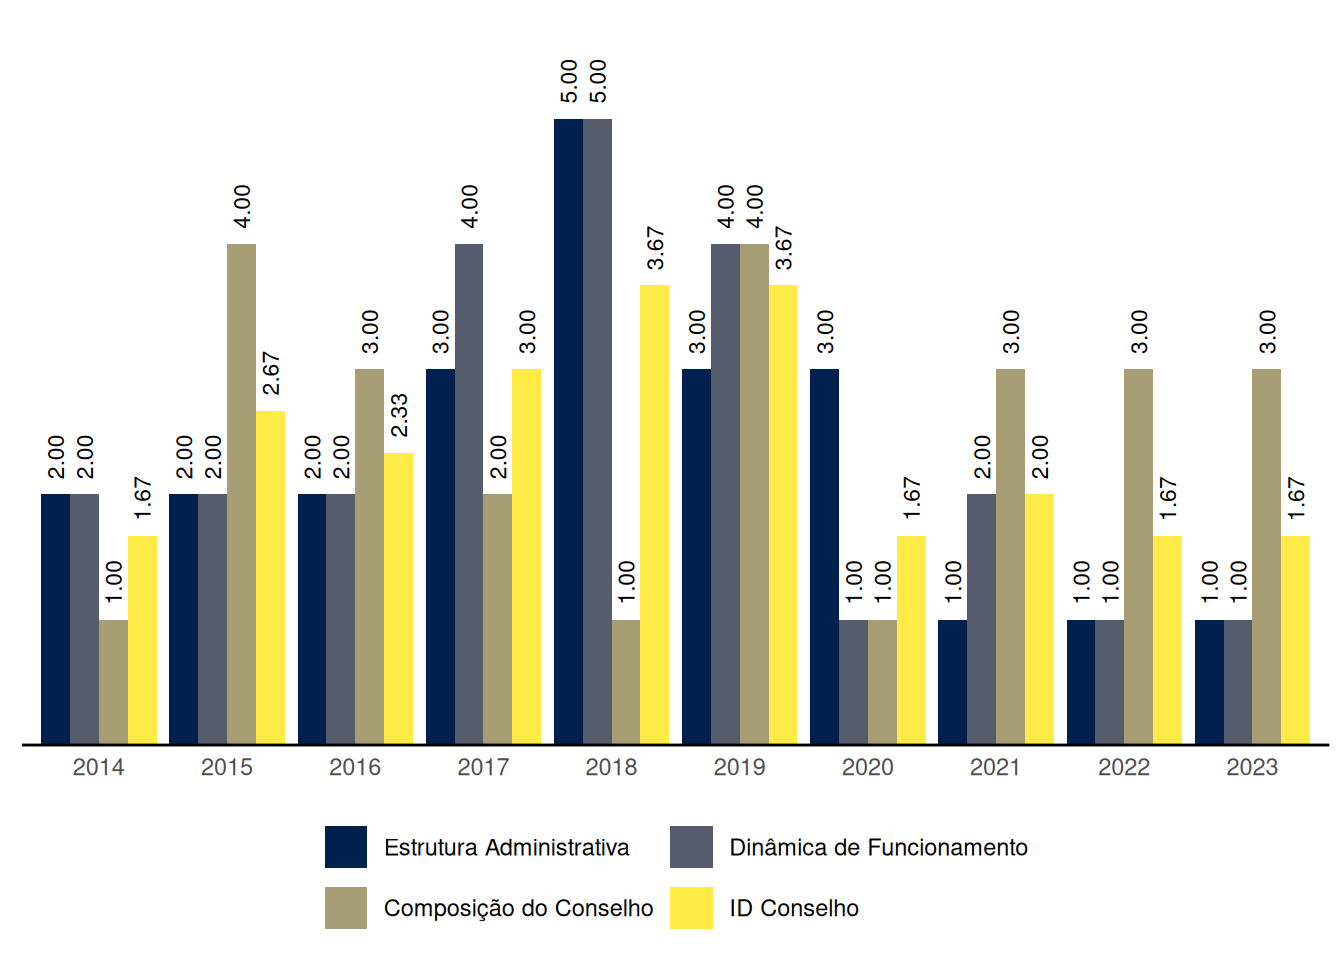 2.00 2.00 1.00 1.67
2.00 2.00 4.00 2.67
2.00 2.00 3.00 2.33
3.00 4.00 2.00 3.00
5.00 5.00 1.00 3.67
3.00 4.00 4.00 3.67
3.00 1.00 1.00 1.67
1.00 2.00 3.00 2.00
1.00 1.00 3.00 1.67
1.00 1.00 3.00 1.67
2014 2015 2016 2017 2018 2019 2020 2021 2022 2023
Estrutura Administrativa Dinâmica de Funcionamento
Composição do Conselho ID Conselho